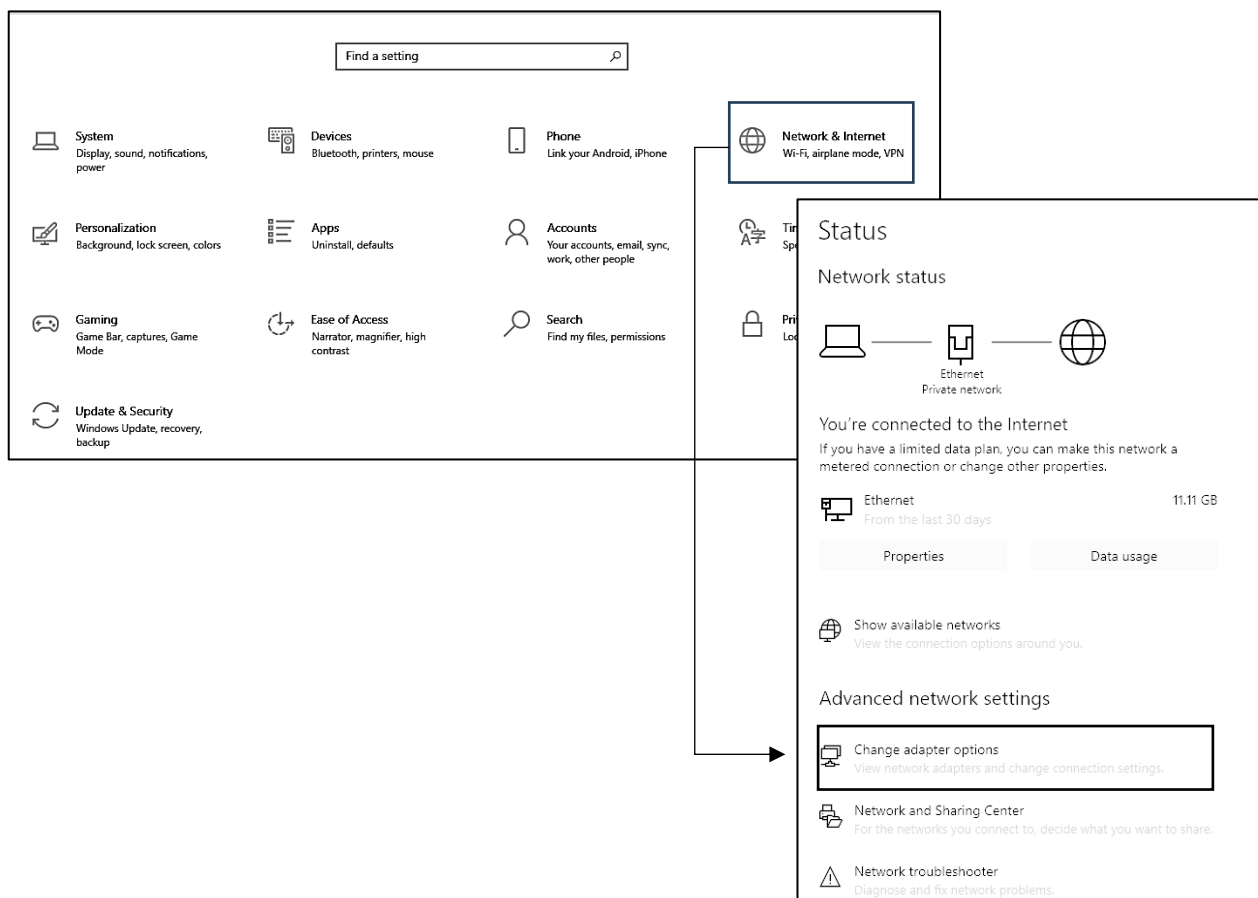 Find a setting
System
Display, sound, notifications,
power
Devices
Bluetooth, printers, mouse
Phone
Link your Android, iPhone
Network & Internet
Wi-Fi, airplane mode, VPN
Personalization
Background, lock screen, colors
Apps
Uninstall, defaults
Accounts
Your accounts, email, sync,
work, other people
Gaming
Game Bar, captures, Game
Mode
Ease of Access
Narrator, magnifier, high
contrast
Search
Find my files, permissions
Update & Security
Windows Update, recovery,
backup
Status
Network status
Ethernet
Private network
You're connected to the Internet
If you have a limited data plan, you can make this network a
metered connection or change other properties.
Ethernet 11.11 GB
From the last 30 days
Properties Data usage
Show available networks
View the connection options around you.
Advanced network settings
Change adapter options
View network adapters and change connection settings.
Network and Sharing Center
For the networks you connect to, decide what you want to share.
Network troubleshooter
Diagnose and fix network problems.